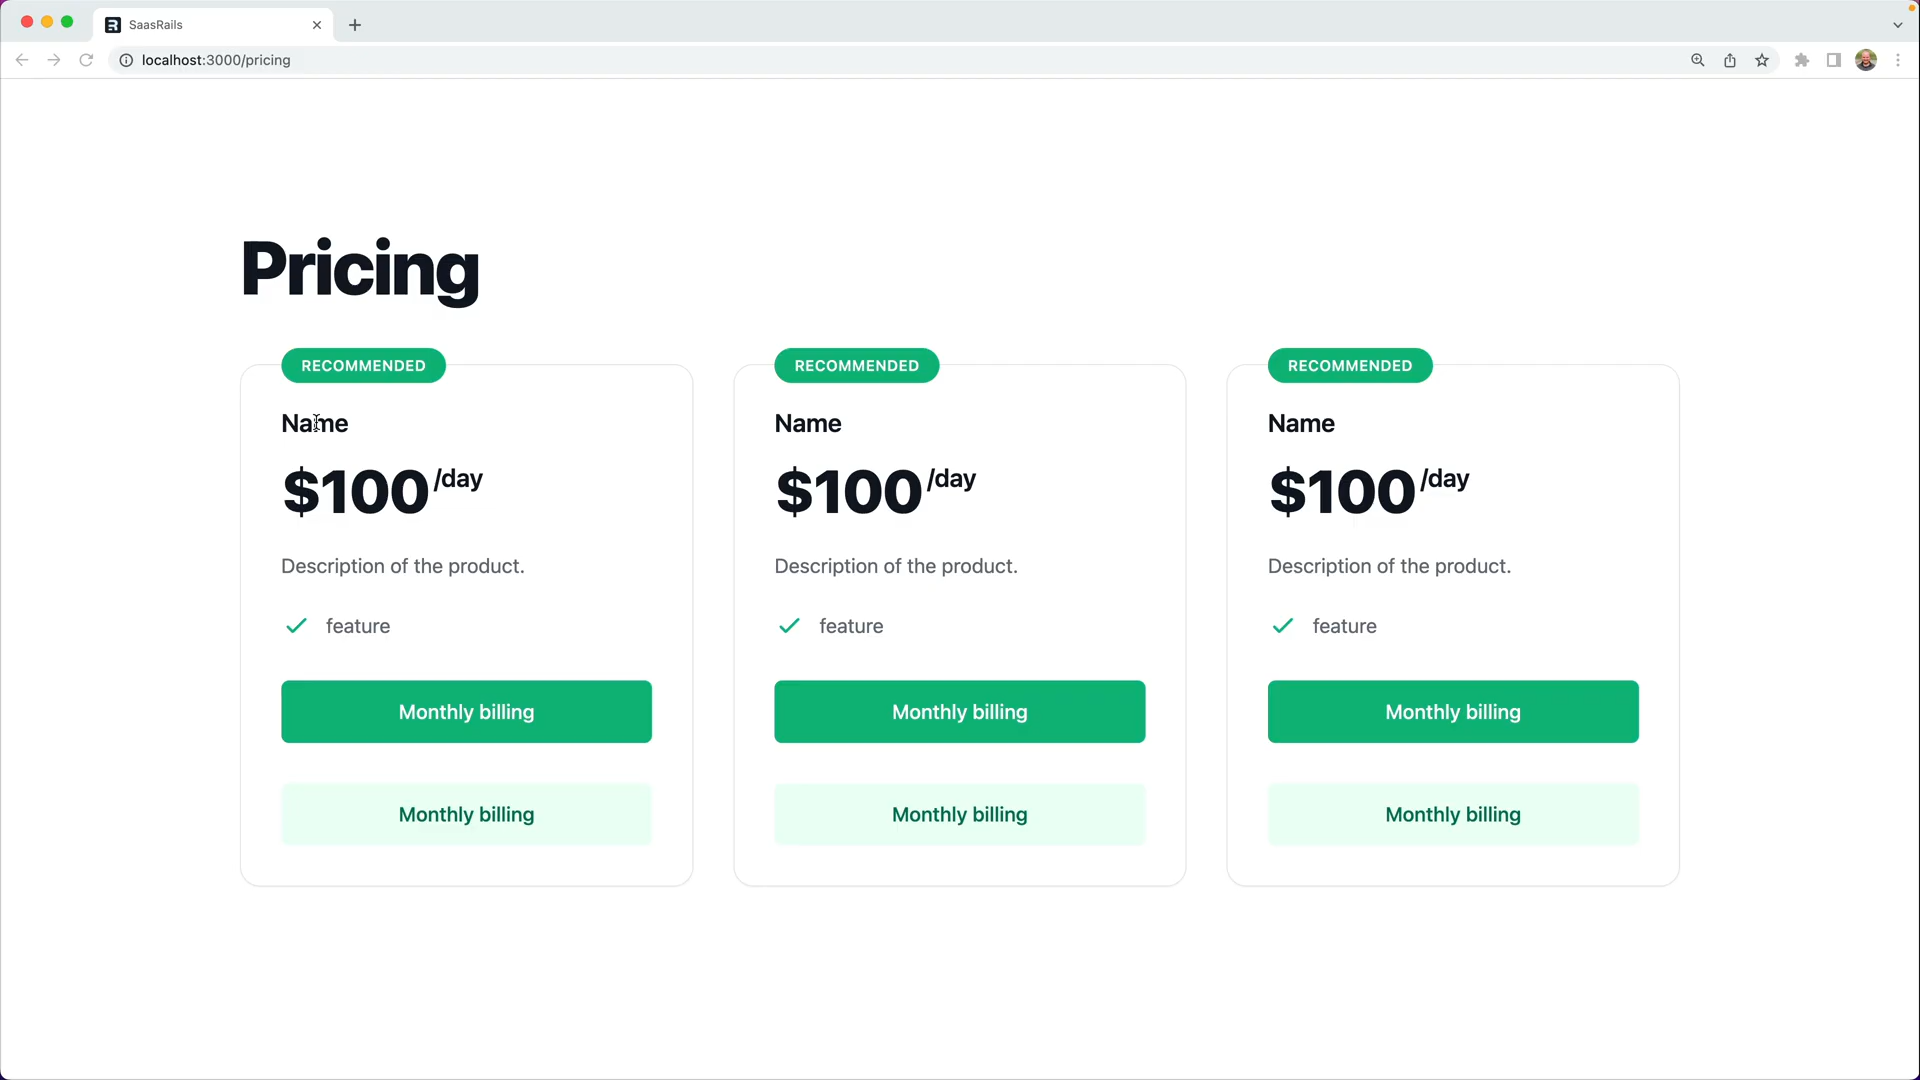 SaasRails
localhost:3000/pricing
Pricing
RECOMMENDED
Name
$100/day
Description of the product.
feature
Monthly billing
Monthly billing
RECOMMENDED
Name
$100/day
Description of the product.
feature
Monthly billing
Monthly billing
RECOMMENDED
Name
$100/day
Description of the product.
feature
Monthly billing
Monthly billing